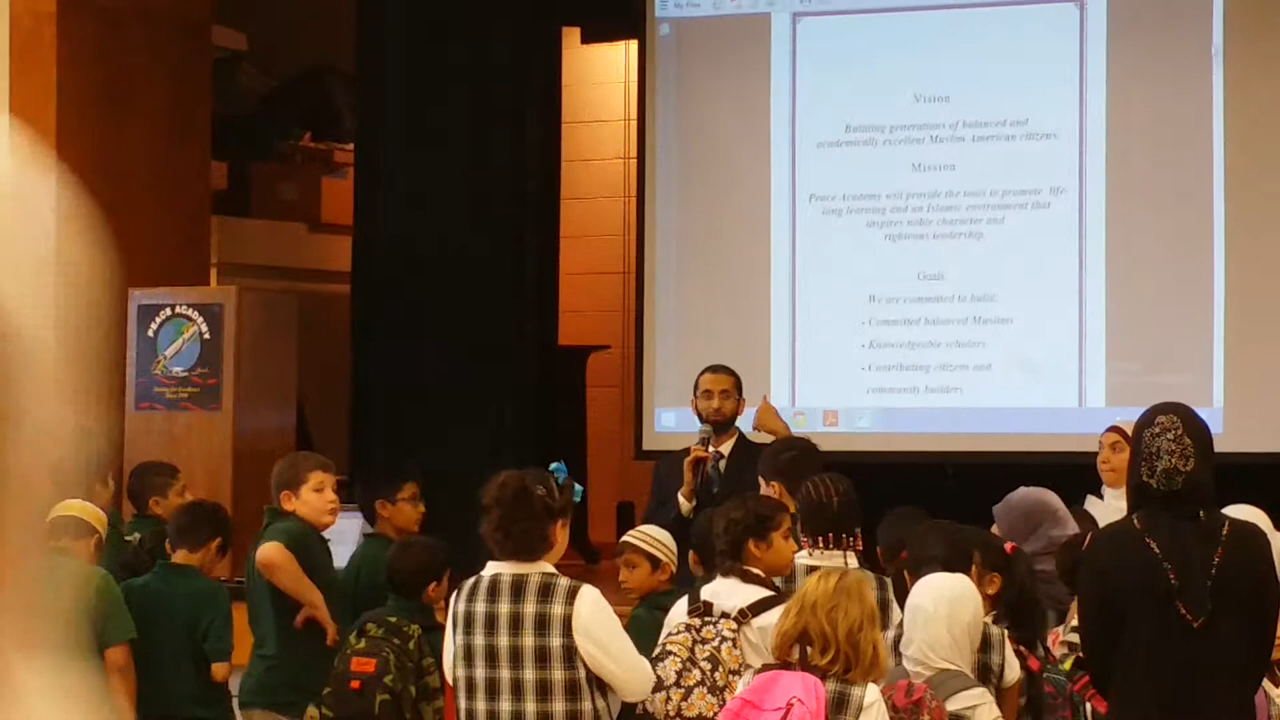 My Files
Vision
Building generations of balanced and
academically excellent Muslim American citizens.
Mission
Peace Academy will provide the tools to promote life-
long learning and an Islamic environment that
inspires noble character and
righteous leadership.
Goals
We are committed to build:
- Committed balanced Muslims
- Knowledgeable scholars
- Contributing citizens and
community builders
PEACE ACADEMY